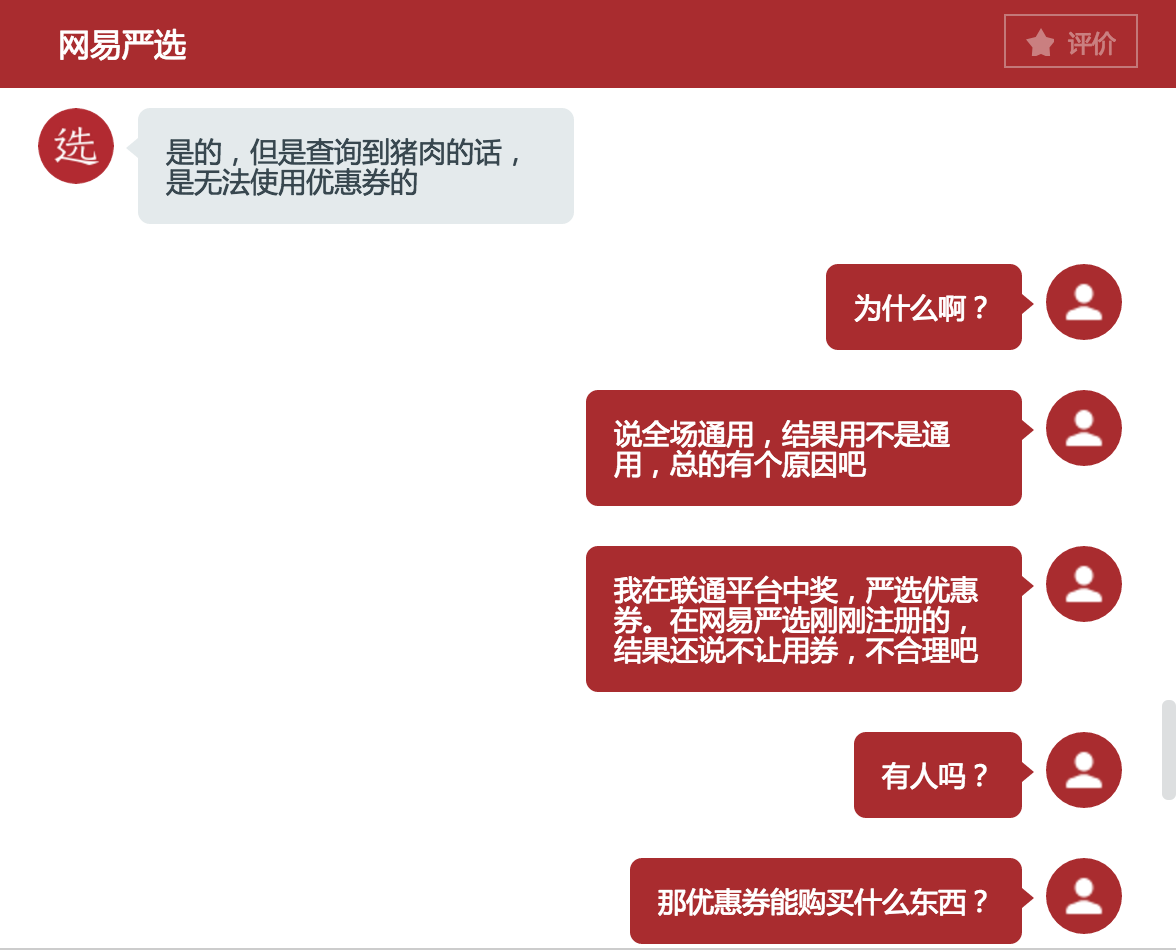 网易严选
评价
选
是的，但是查询到猪肉的话，
是无法使用优惠券的
为什么啊？
说全场通用，结果用不是通
用，总的有个原因吧
我在联通平台中奖，严选优惠
券。在网易严选刚刚注册的，
结果还说不让用券，不合理吧
有人吗？
那优惠券能购买什么东西？